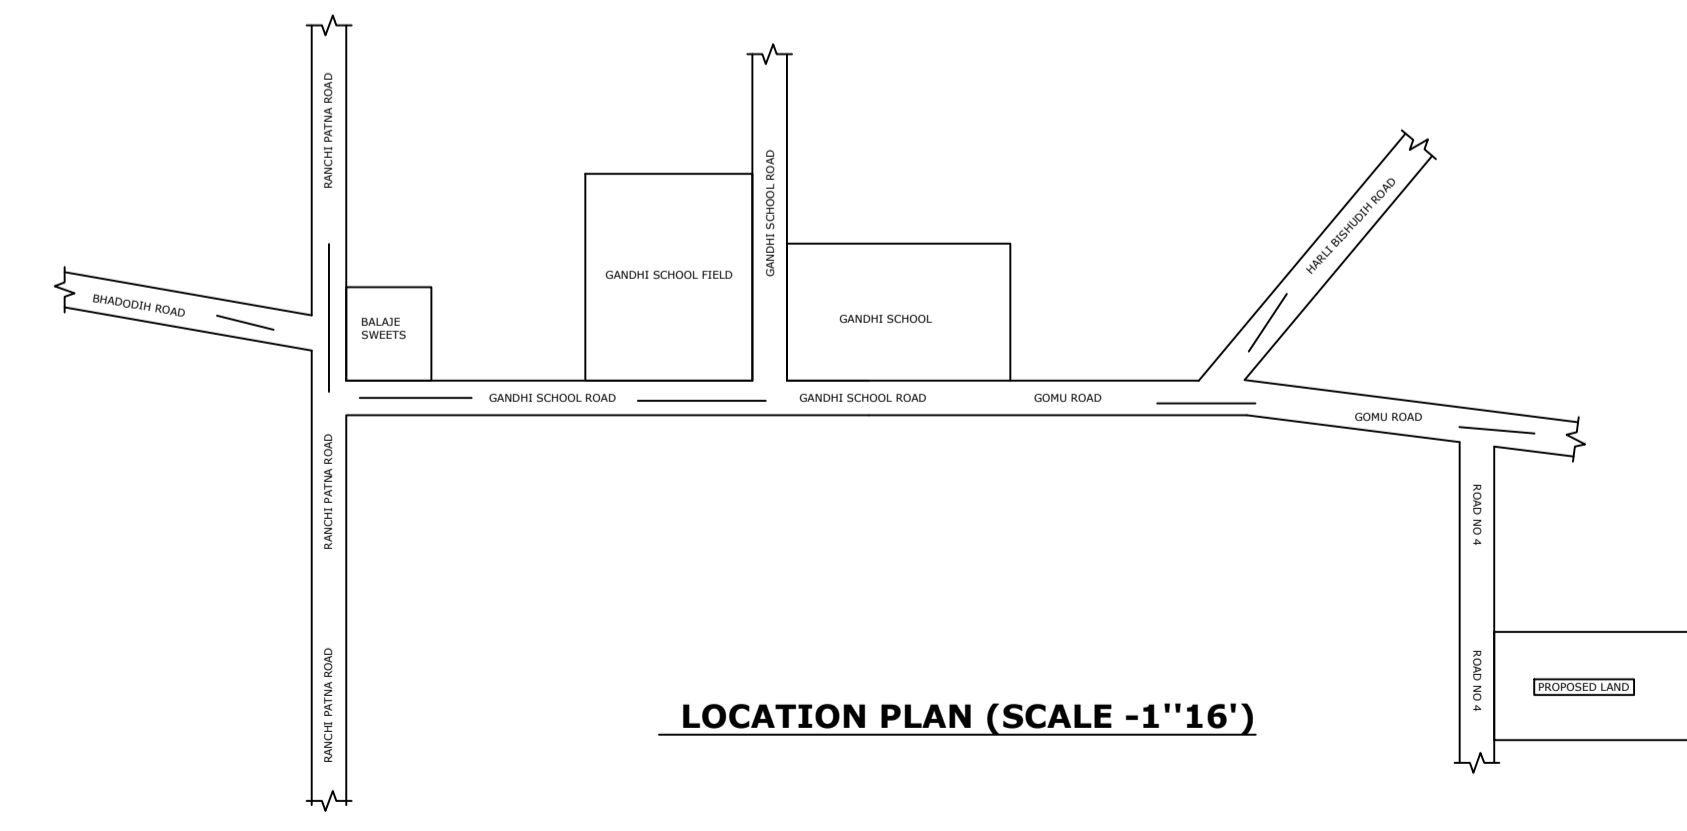 RANCHI PATNA ROAD
GANDHI SCHOOL ROAD
HARLI BISHUDIH ROAD
BHADODIH ROAD
BALAJE
SWEETS
GANDHI SCHOOL FIELD
GANDHI SCHOOL
GANDHI SCHOOL ROAD
GANDHI SCHOOL ROAD
GOMU ROAD
GOMU ROAD
RANCHI PATNA ROAD
ROAD NO 4
RANCHI PATNA ROAD
ROAD NO 4
PROPOSED LAND
LOCATION PLAN (SCALE -1''16')